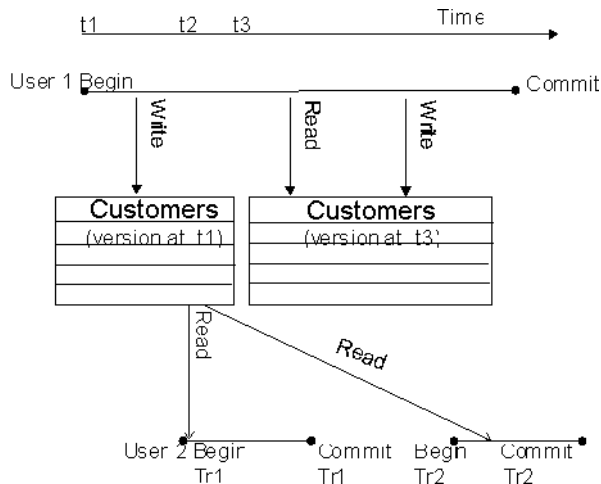 t1 t2 t3 Time
User 1 Begin Commit
Write Read Write
Customers Customers
(version at t1) (version at t3)
Read Read
User 2 Begin Commit Begin Commit
Tr1 Tr1 Tr2 Tr2